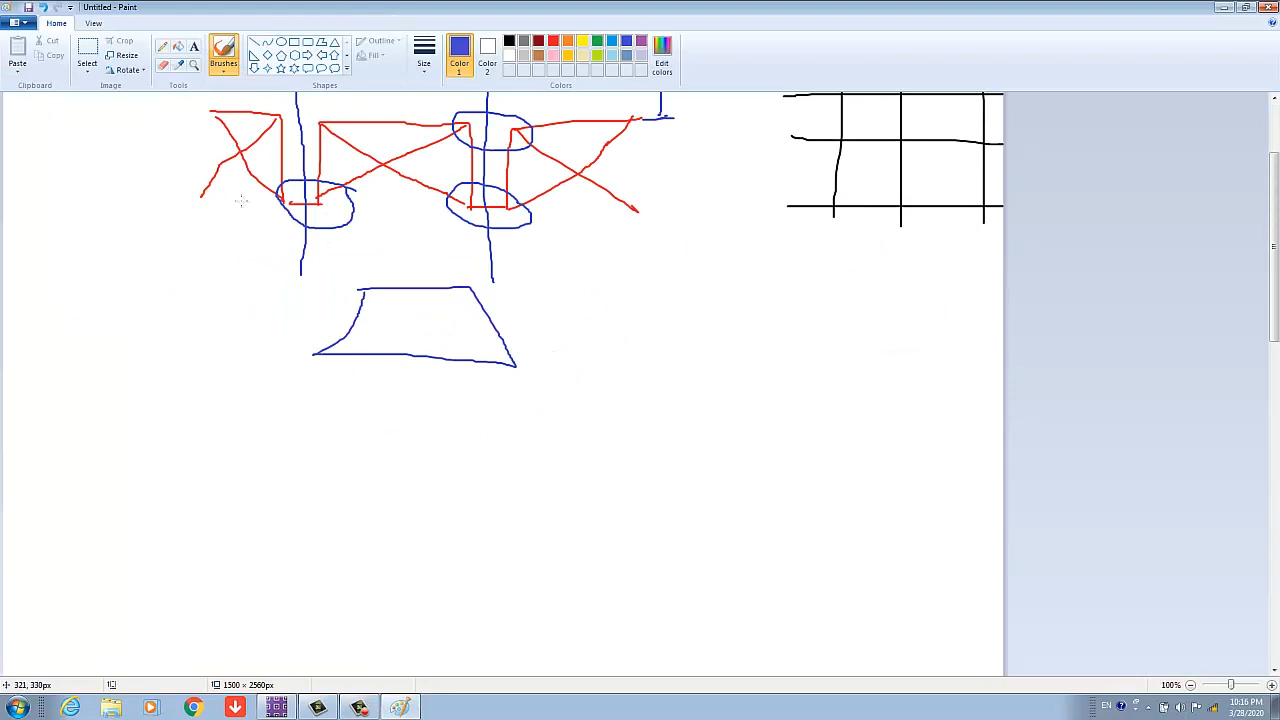 Untitled - Paint
Home
View
Paste
Cut
Copy
Clipboard
Select
Crop
Resize
Rotate
Image
A
Tools
Brushes
Outline
Fill
Shapes
Size
Color
1
Color
2
Edit
colors
Colors
321, 330px
1500 × 2560px
100%
EN
10:16 PM
3/28/2020